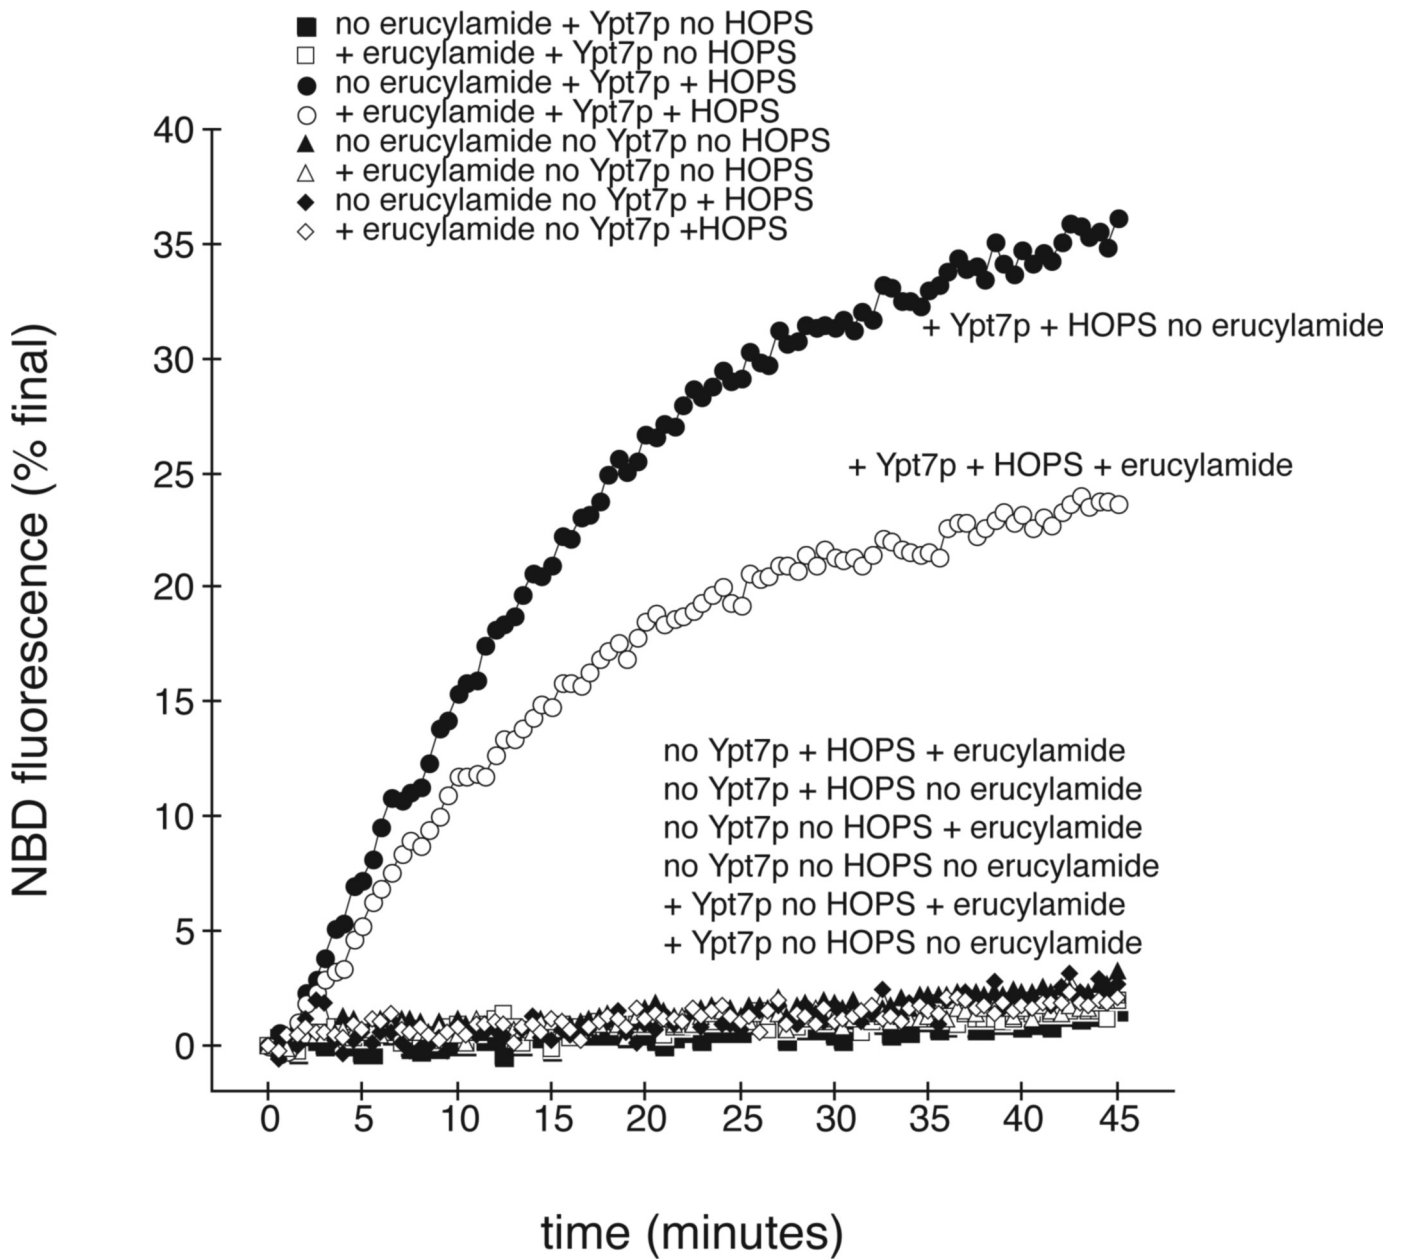 no erucylamide + Ypt7p no HOPS
+ erucylamide + Ypt7p no HOPS
no erucylamide + Ypt7p + HOPS
+ erucylamide + Ypt7p + HOPS
no erucylamide no Ypt7p no HOPS
+ erucylamide no Ypt7p no HOPS
no erucylamide no Ypt7p + HOPS
+ erucylamide no Ypt7p +HOPS
NBD fluorescence (% final)
40
35
30
25
20
15
10
5
0
+ Ypt7p + HOPS no erucylamide
+ Ypt7p + HOPS + erucylamide
no Ypt7p + HOPS + erucylamide
no Ypt7p + HOPS no erucylamide
no Ypt7p no HOPS + erucylamide
no Ypt7p no HOPS no erucylamide
+ Ypt7p no HOPS + erucylamide
+ Ypt7p no HOPS no erucylamide
0 5 10 15 20 25 30 35 40 45
time (minutes)